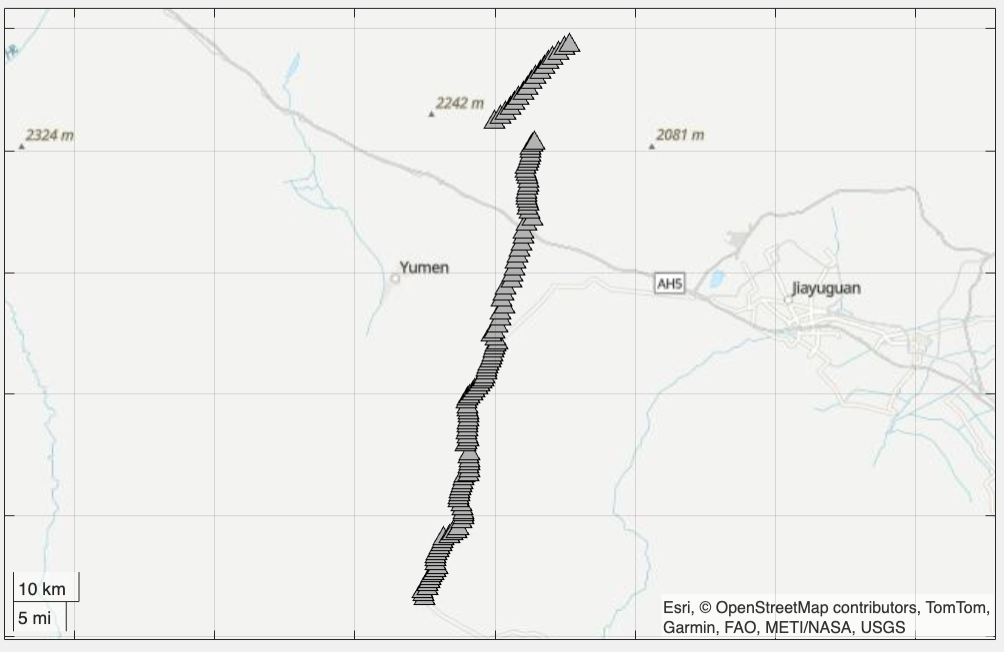 2242 m
2324 m
2081 m
Yumen
AH5
Jiayuguan
10 km
5 mi
Esri, © OpenStreetMap contributors, TomTom,
Garmin, FAO, METI/NASA, USGS